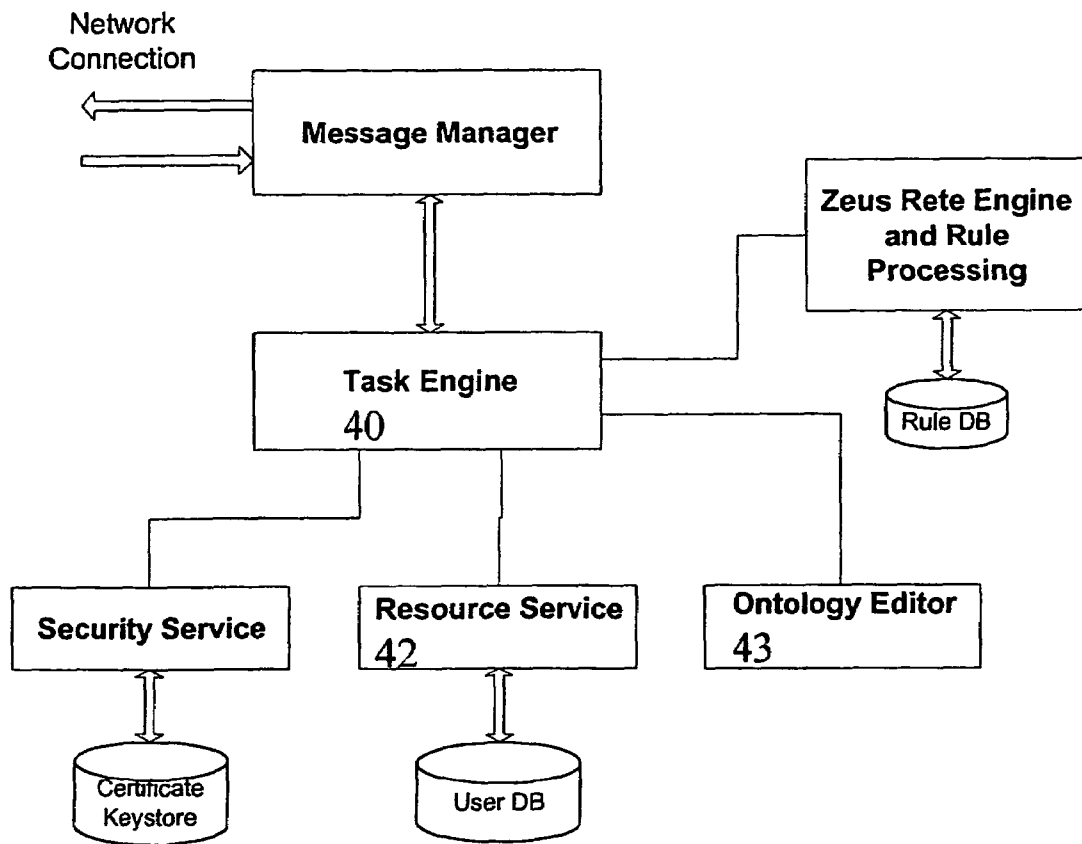 Network
Connection
Message Manager
Zeus Rete Engine
and Rule
Processing
Task Engine
40
Rule DB
Security Service
Resource Service
42
Ontology Editor
43
Certificate
Keystore
User DB